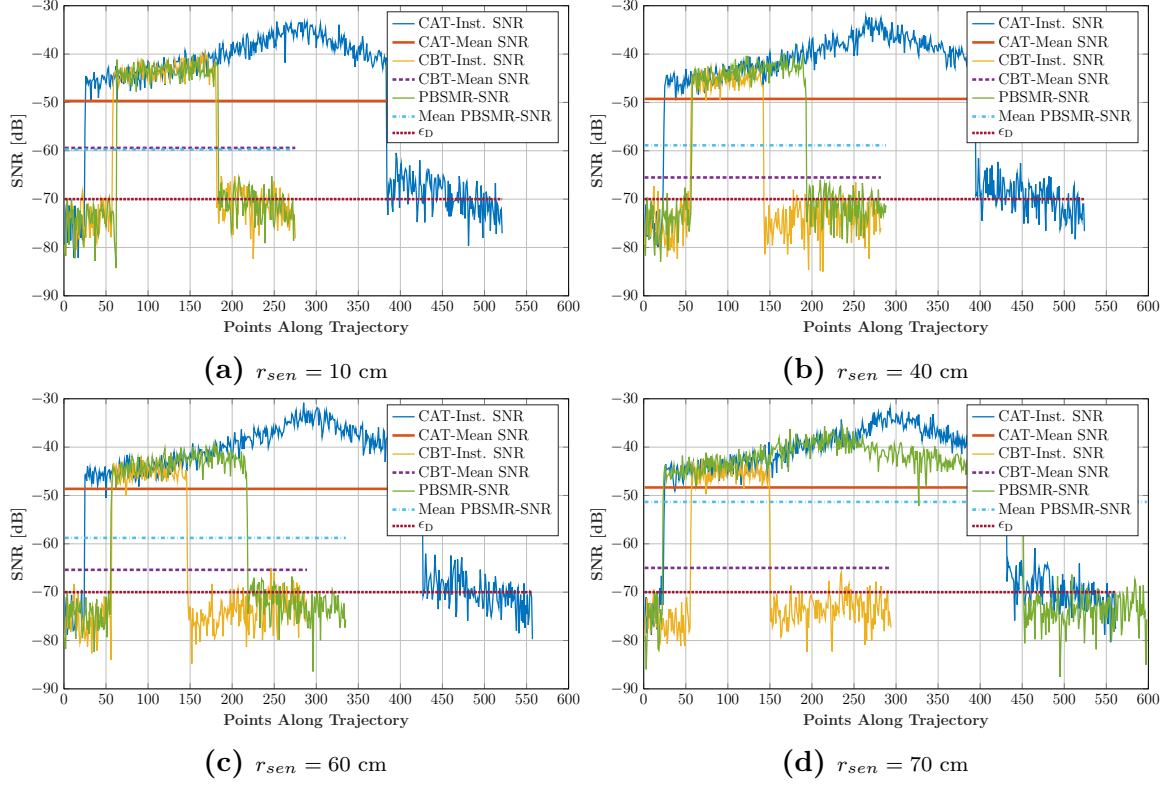 −30
−40
−50
−60
−70
−80
−90
SNR [dB]
0 50 100 150 200 250 300 350 400 450 500 550 600
Points Along Trajectory
CAT-Inst. SNR
CAT-Mean SNR
CBT-Inst. SNR
CBT-Mean SNR
PBSMR-SNR
Mean PBSMR-SNR
ϵD
(a) rsen = 10 cm
−30
−40
−50
−60
−70
−80
−90
SNR [dB]
0 50 100 150 200 250 300 350 400 450 500 550 600
Points Along Trajectory
CAT-Inst. SNR
CAT-Mean SNR
CBT-Inst. SNR
CBT-Mean SNR
PBSMR-SNR
Mean PBSMR-SNR
ϵD
(b) rsen = 40 cm
−30
−40
−50
−60
−70
−80
−90
SNR [dB]
0 50 100 150 200 250 300 350 400 450 500 550 600
Points Along Trajectory
CAT-Inst. SNR
CAT-Mean SNR
CBT-Inst. SNR
CBT-Mean SNR
PBSMR-SNR
Mean PBSMR-SNR
ϵD
(c) rsen = 60 cm
−30
−40
−50
−60
−70
−80
−90
SNR [dB]
0 50 100 150 200 250 300 350 400 450 500 550 600
Points Along Trajectory
CAT-Inst. SNR
CAT-Mean SNR
CBT-Inst. SNR
CBT-Mean SNR
PBSMR-SNR
Mean PBSMR-SNR
ϵD
(d) rsen = 70 cm